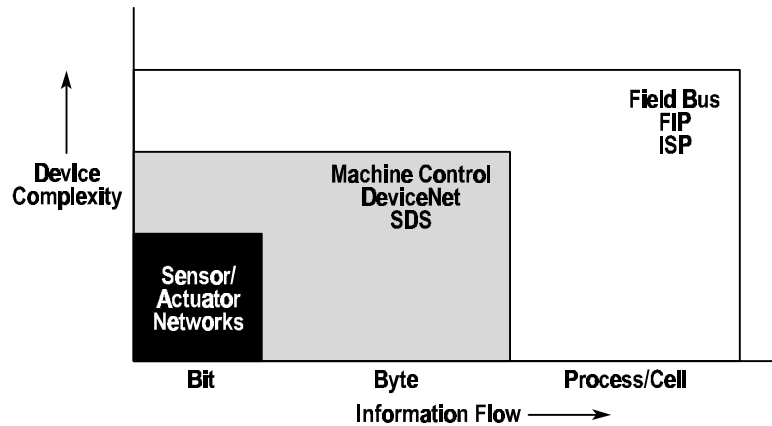 Field Bus
FIP
ISP
Device
Complexity
Machine Control
DeviceNet
SDS
Sensor/
Actuator
Networks
Bit
Byte
Process/Cell
Information Flow